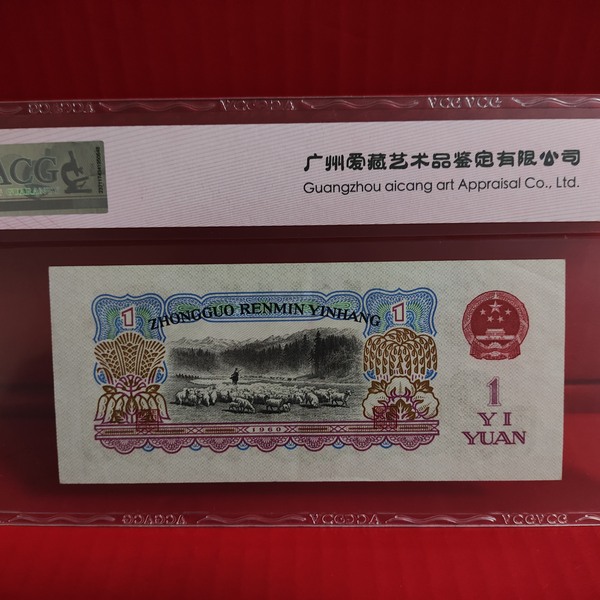 ACG
广州爱藏艺术品鉴定有限公司
Guangzhou aicang art Appraisal Co., Ltd.
1
1
ZHONGGUO RENMIN YINHANG
1
YI
YUAN
1960